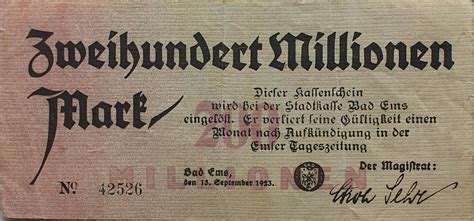 Zweihundert Millionen
Mark
Dieser Kassenschein
wird bei der Stadtkasse Bad Ems
eingelöst. Er verliert seine Gültigkeit einen
Monat nach Aufkündigung in der
Emser Tageszeitung
Bad Ems,
den 15. September 1923.
Der Magistrat:
№ 42526
MILLIONEN